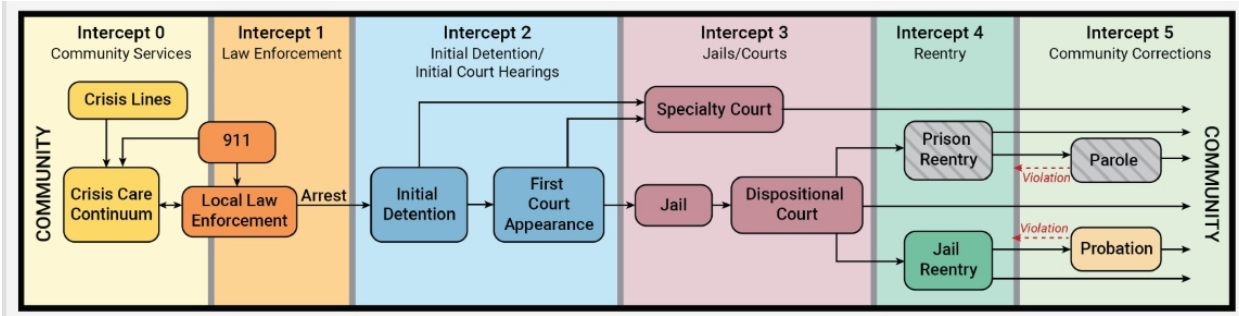 Intercept 0
Community Services
Intercept 1
Law Enforcement
Intercept 2
Initial Detention/
Initial Court Hearings
Intercept 3
Jails/Courts
Intercept 4
Reentry
Intercept 5
Community Corrections
COMMUNITY
Crisis Lines
911
Crisis Care
Continuum
Local Law
Enforcement
Arrest
Initial
Detention
First
Court
Appearance
Specialty Court
Jail
Dispositional
Court
Prison
Reentry
Violation
Parole
Jail
Reentry
Violation
Probation
COMMUNITY